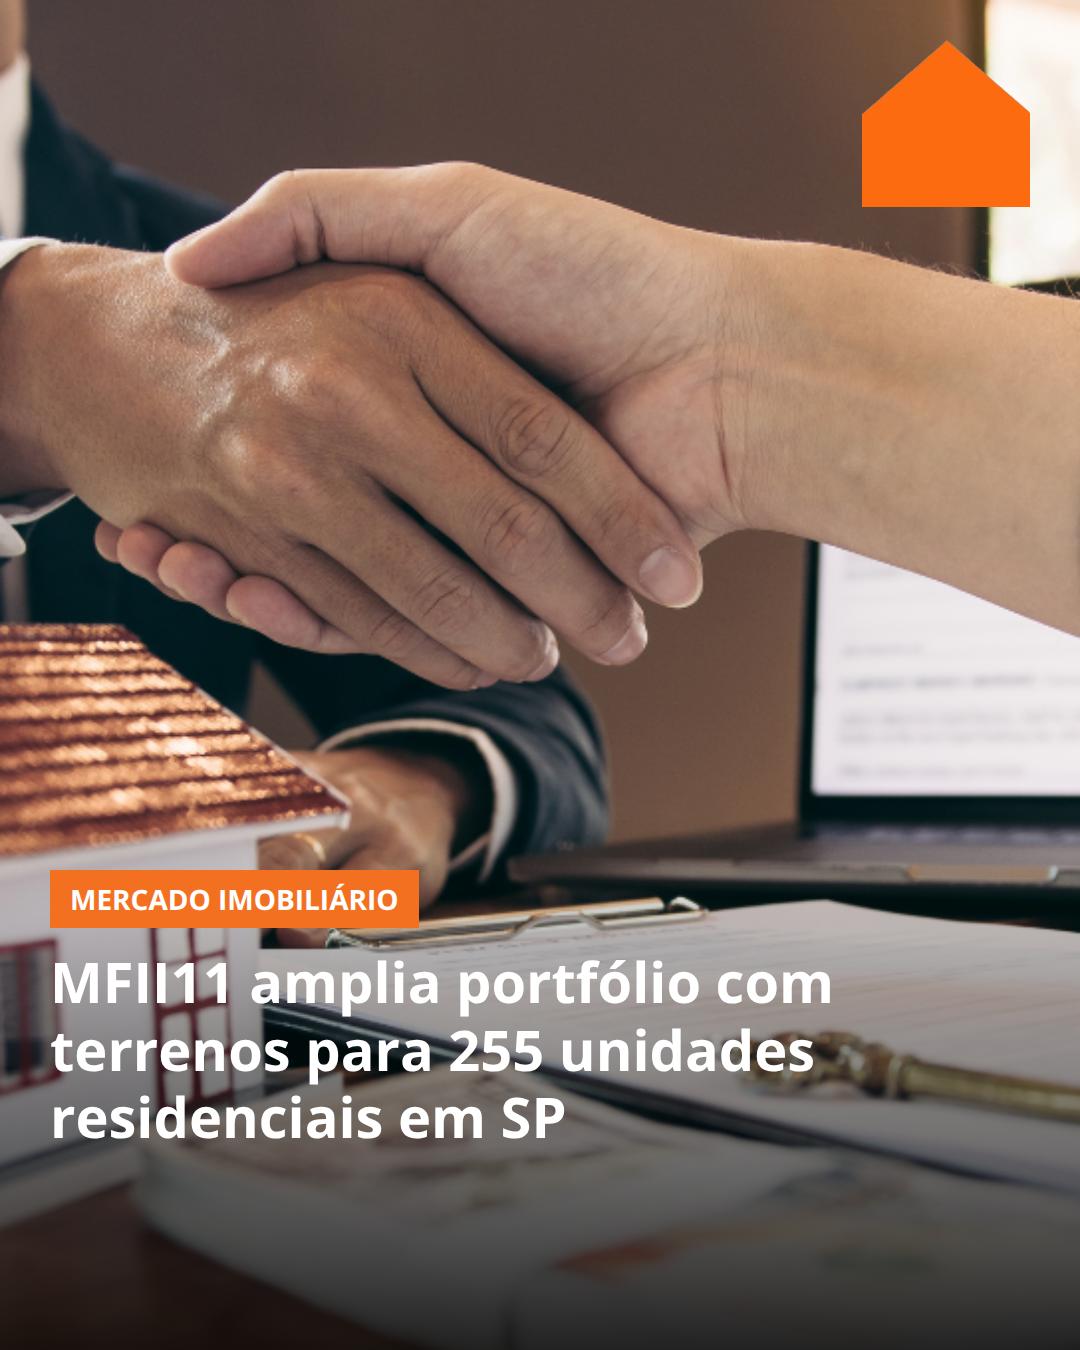 MERCADO IMOBILIÁRIO
MFII11 amplia portfólio com
terrenos para 255 unidades
residenciais em SP